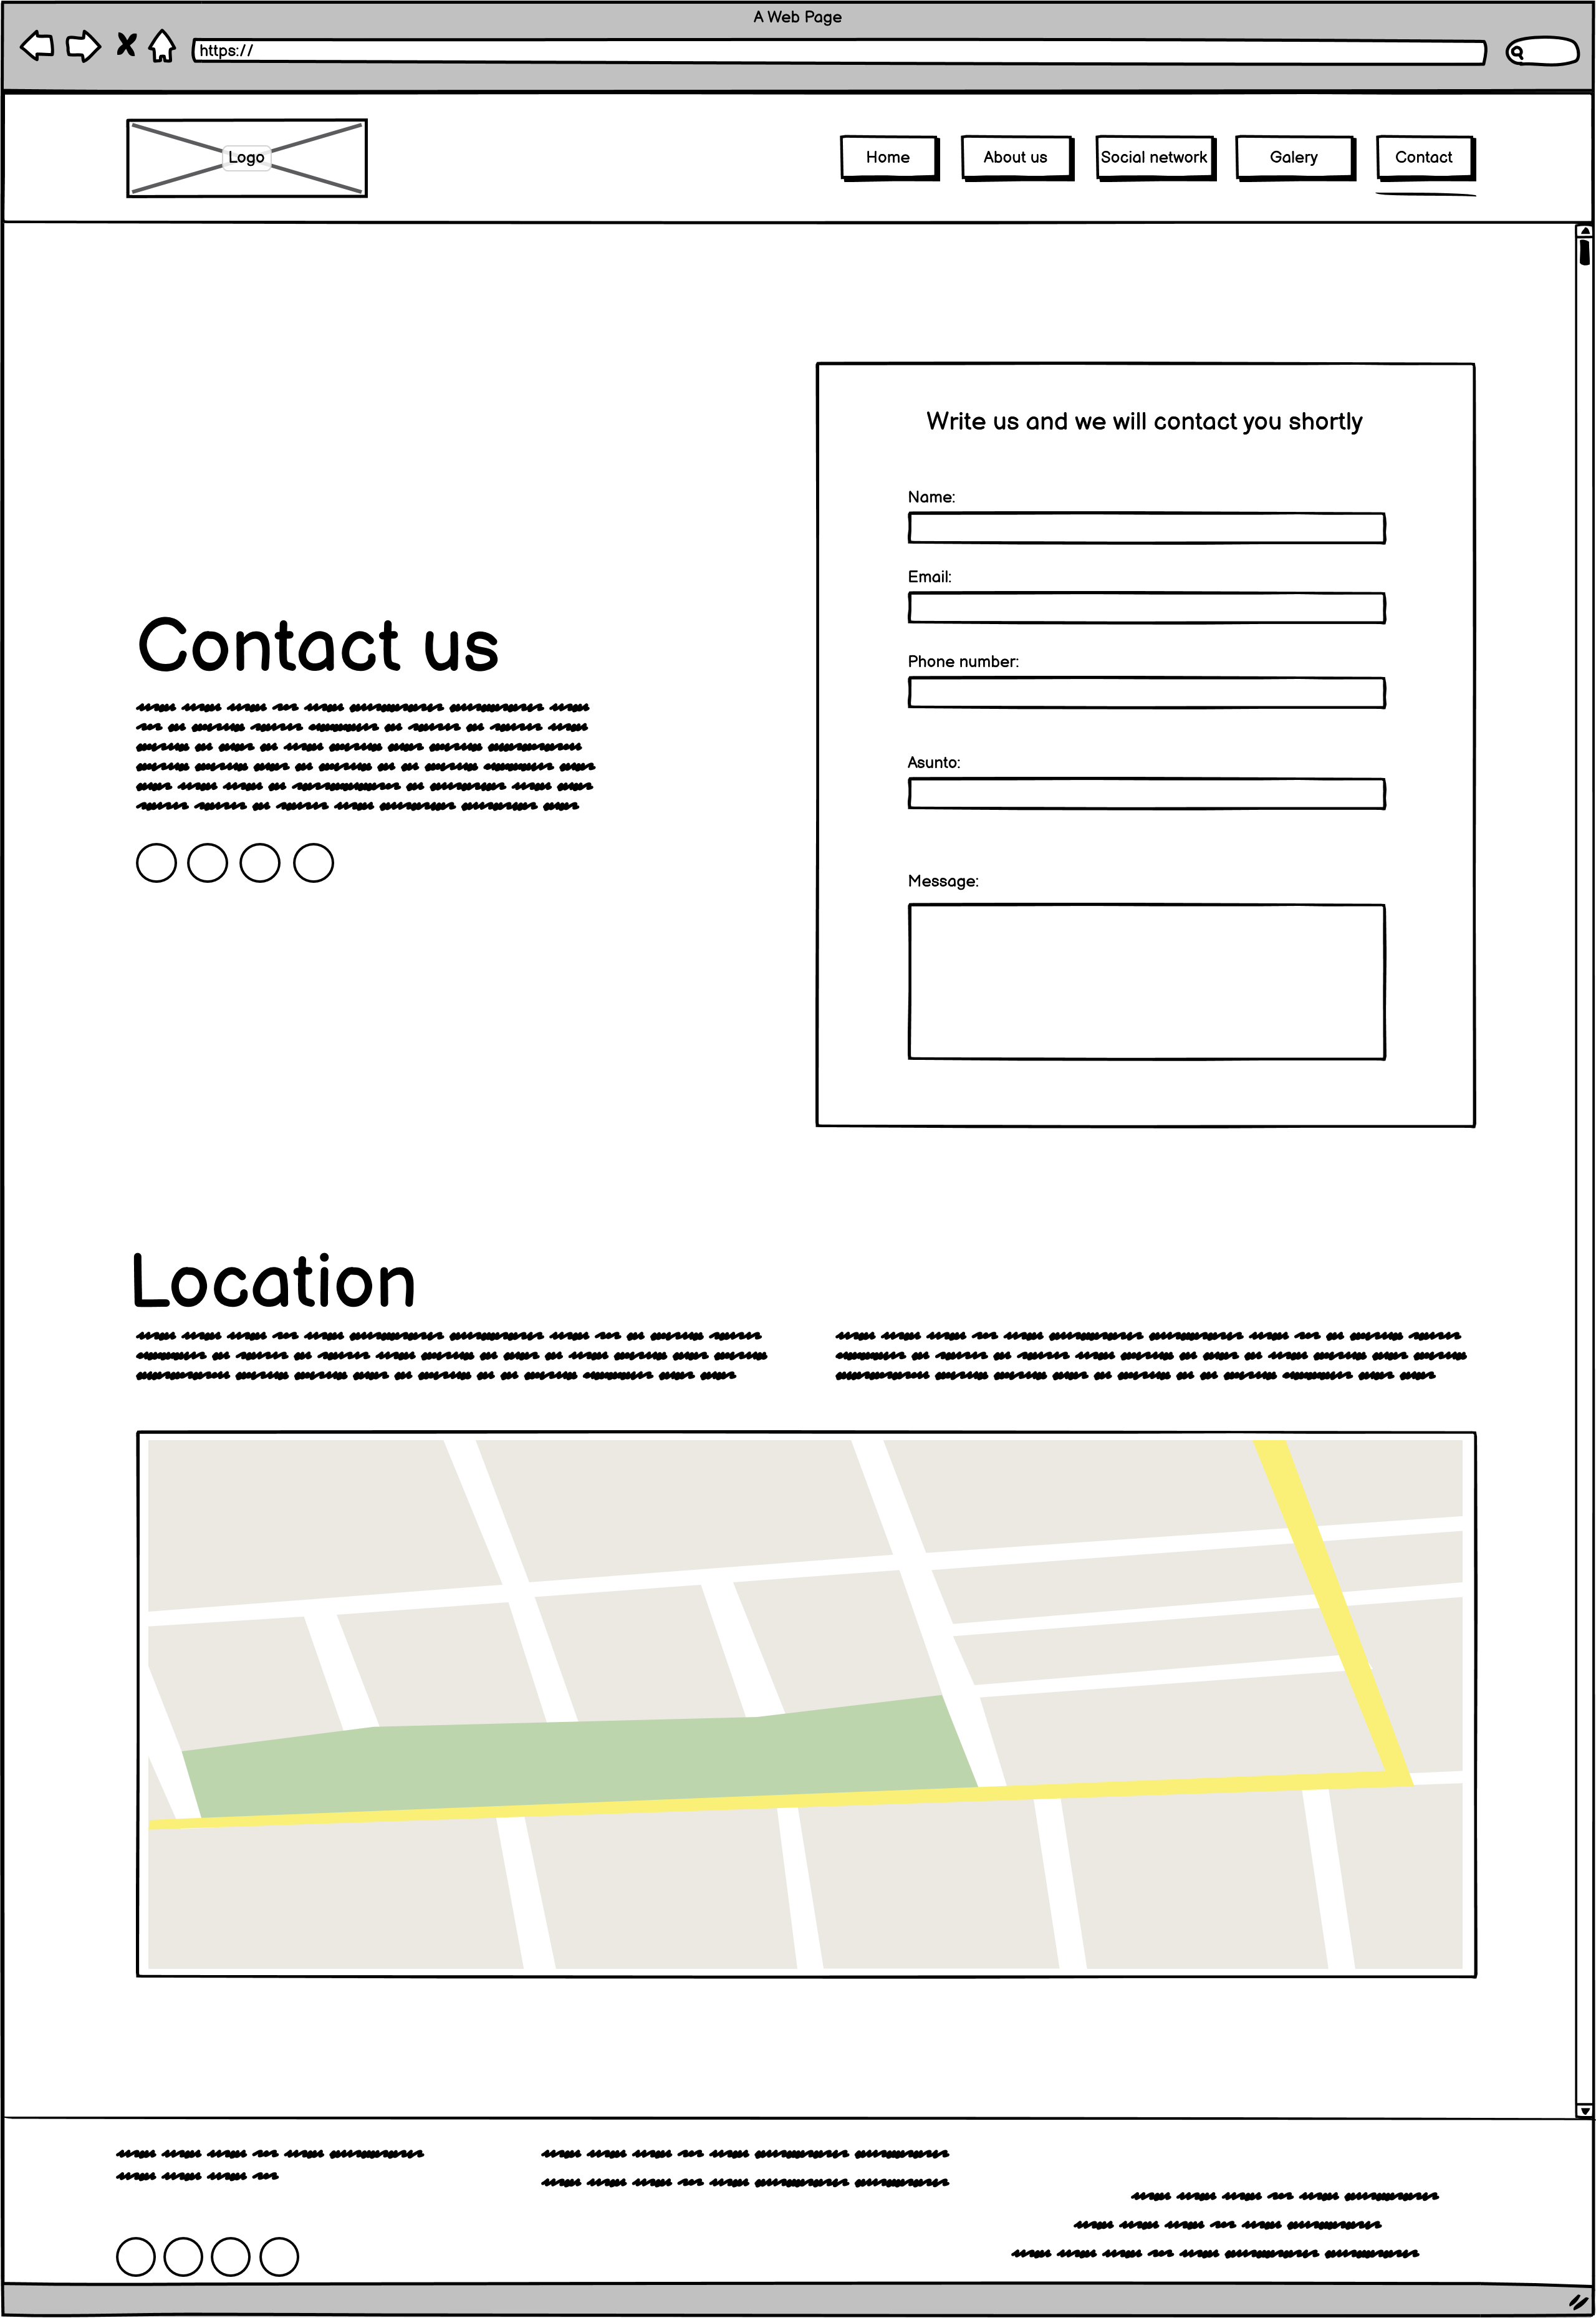 A Web Page
https://
Logo
Home
About us
Social network
Galery
Contact
Write us and we will contact you shortly
Name:
Email:
Contact us
Phone number:
Asunto:
Message:
Location